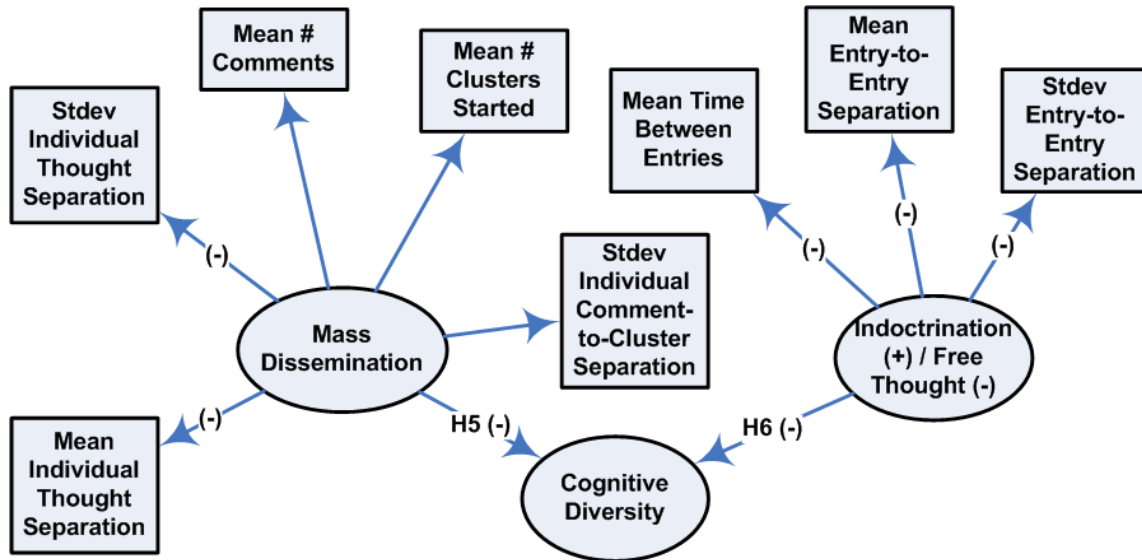 Mean #
Comments
Mean #
Clusters
Started
Mean
Entry-to-
Entry
Separation
Stdev
Individual
Thought
Separation
Mean Time
Between
Entries
Stdev
Entry-to-
Entry
Separation
(-)
(-)
(-)
(-)
Stdev
Individual
Comment-
to-Cluster
Separation
Mass
Dissemination
Indoctrination
(+) / Free
Thought (-)
(-)
H5 (-)
H6 (-)
Mean
Individual
Thought
Separation
Cognitive
Diversity